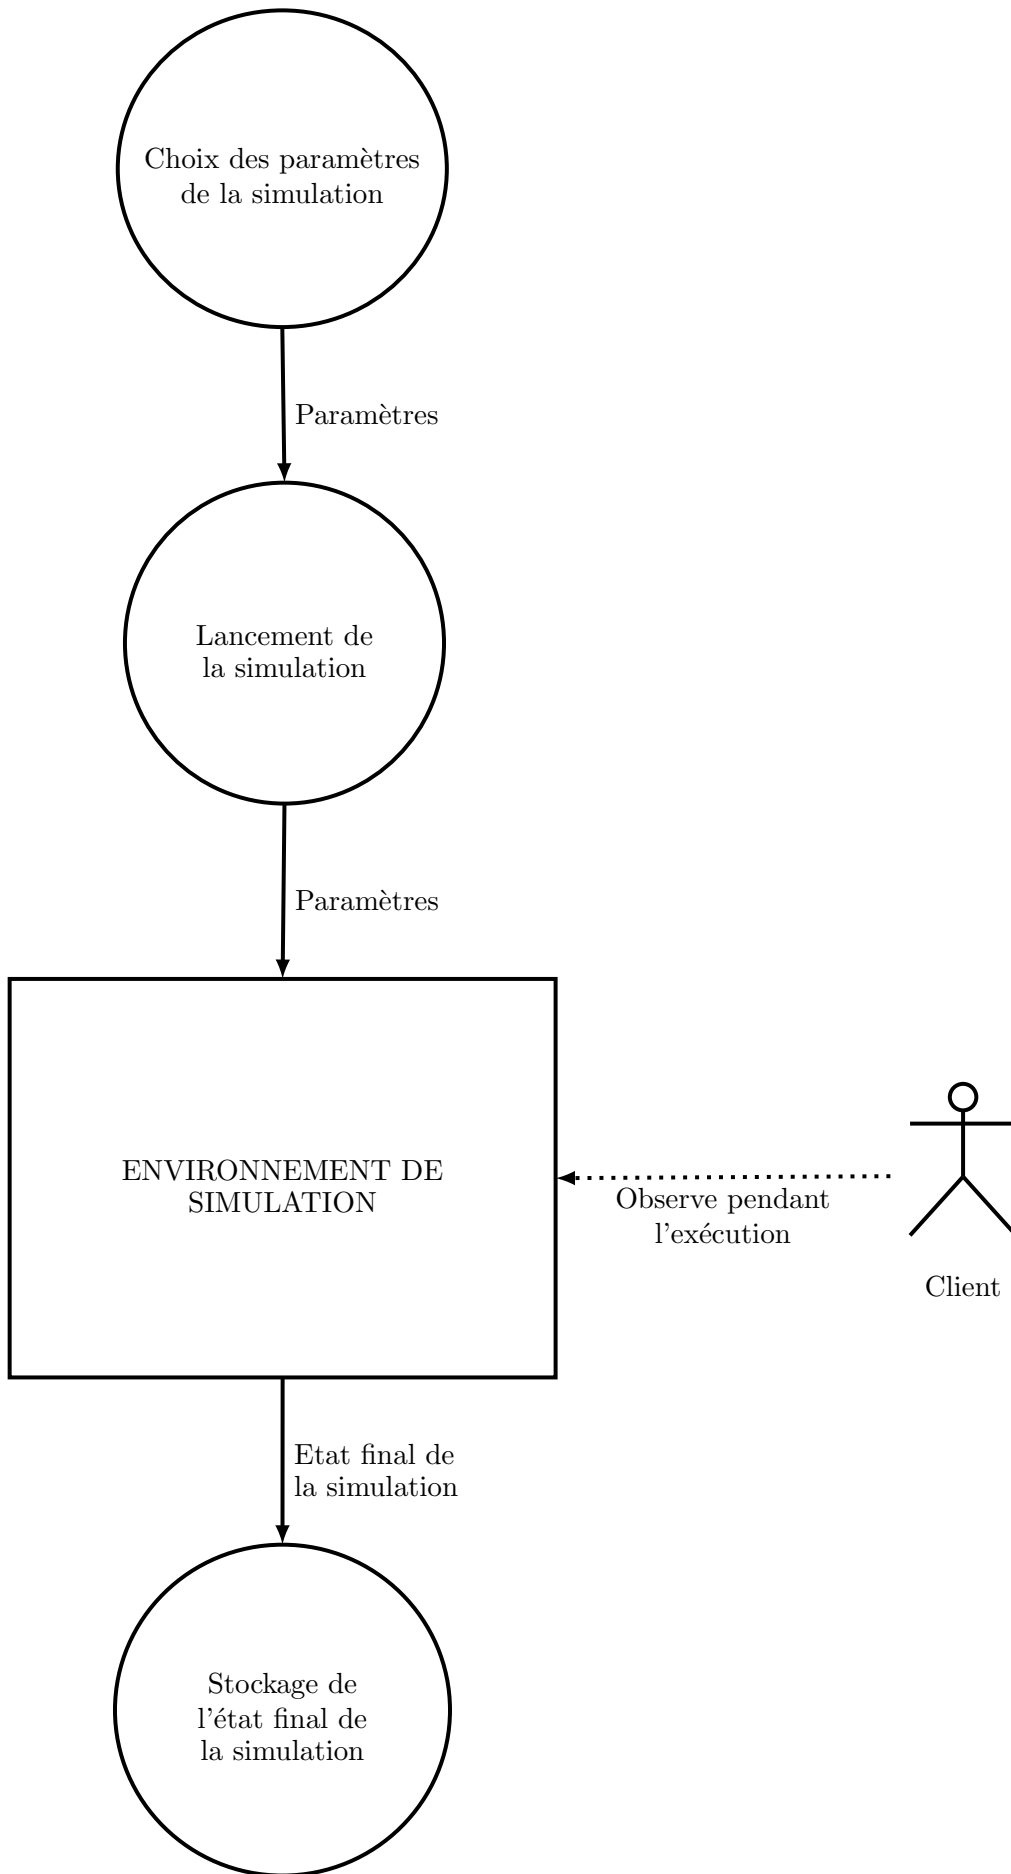 Choix des paramètres
de la simulation
Paramètres
Lancement de
la simulation
Paramètres
ENVIRONNEMENT DE
SIMULATION
Observe pendant
l'exécution
Client
Etat final de
la simulation
Stockage de
l'état final de
la simulation